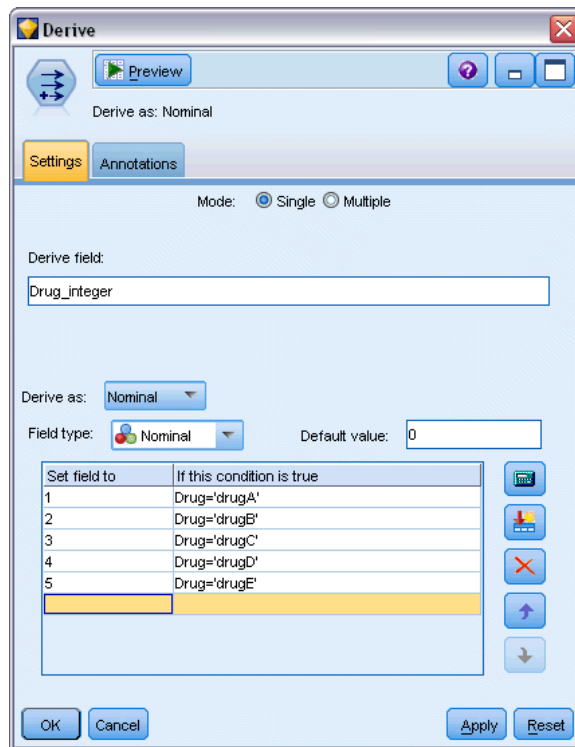 Derive
Preview
Derive as: Nominal
Settings Annotations
Mode: Single Multiple
Derive field:
Drug_integer
Derive as: Nominal
Field type: Nominal Default value: 0
Set field to If this condition is true
1 Drug='drugA'
2 Drug='drugB'
3 Drug='drugC'
4 Drug='drugD'
5 Drug='drugE'
OK Cancel Apply Reset